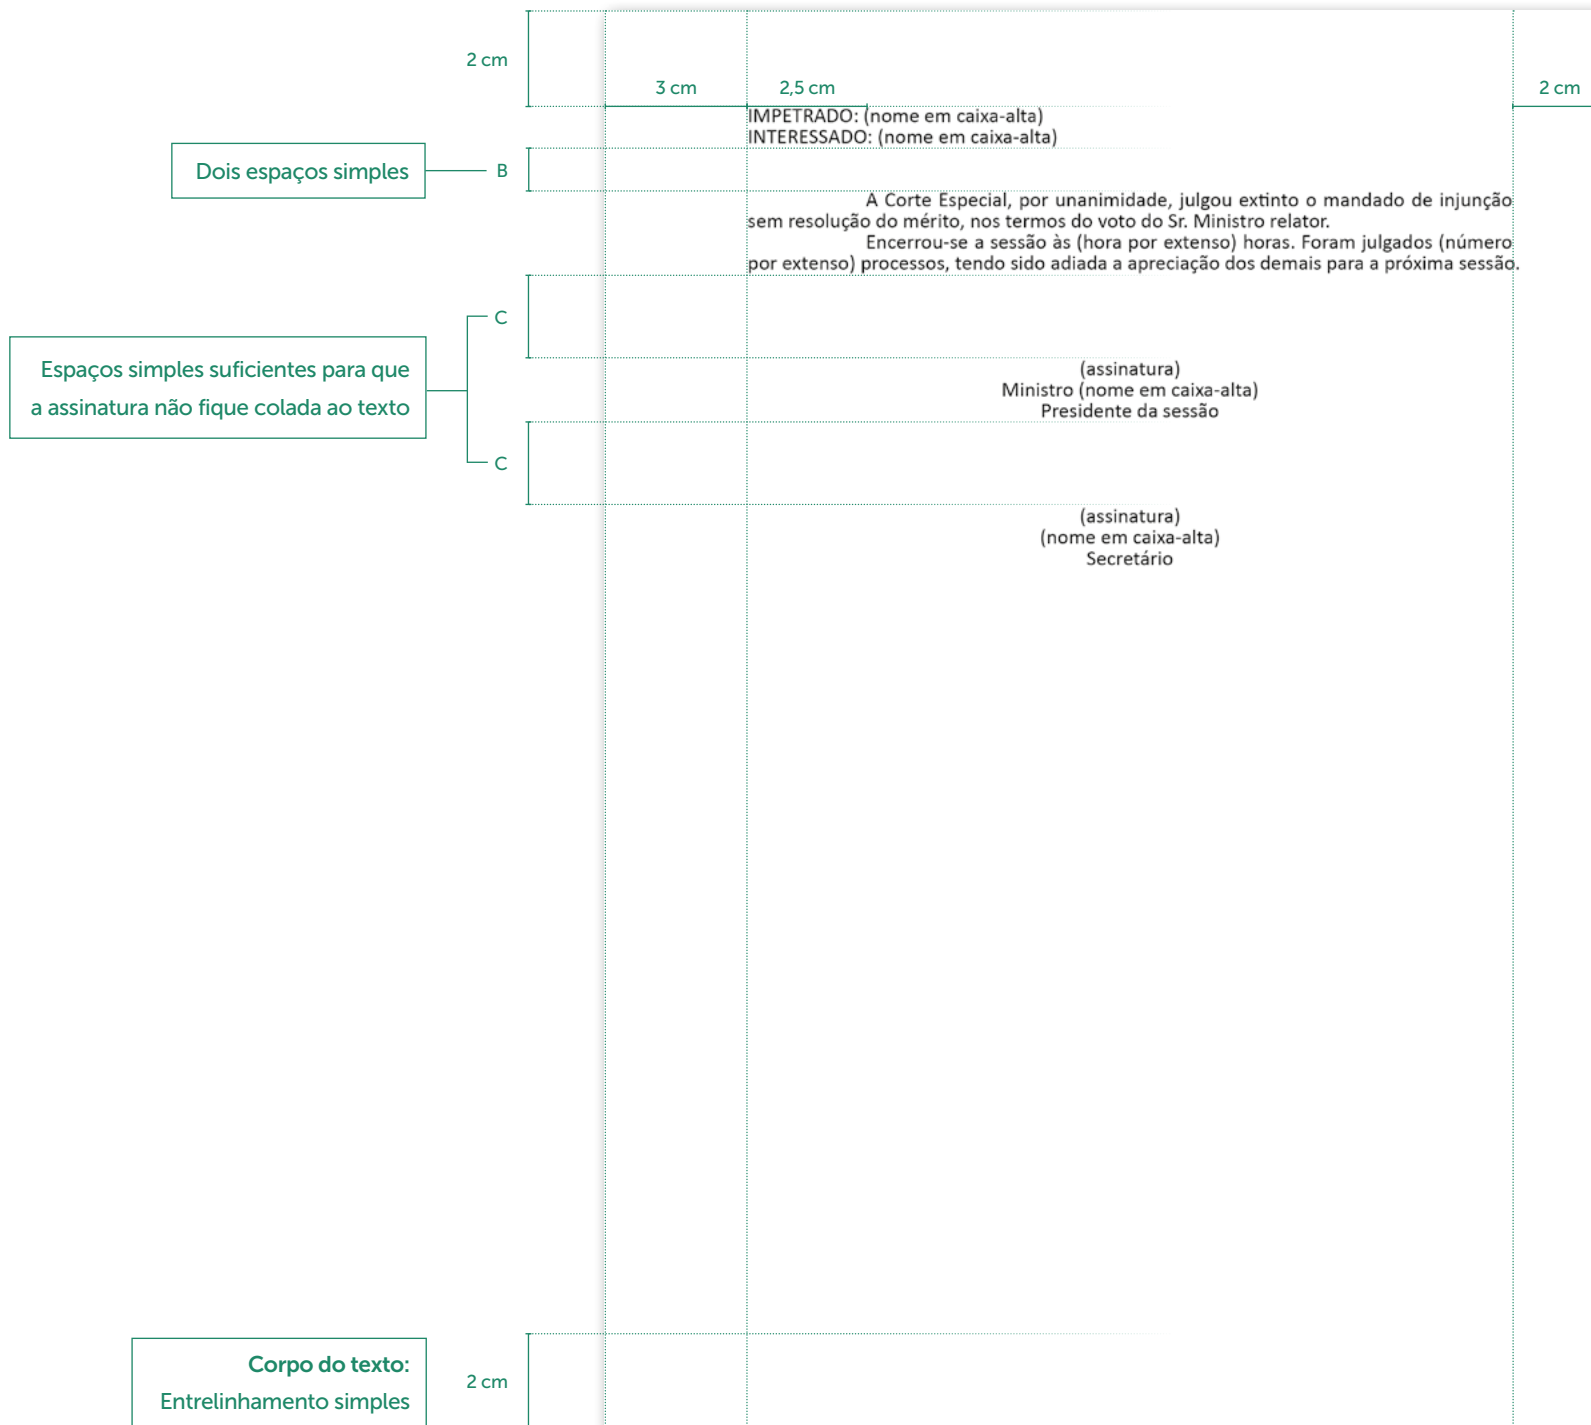 2 cm
3 cm
2,5 cm
2 cm
IMPETRADO: (nome em caixa-alta)
INTERESSADO: (nome em caixa-alta)
Dois espaços simples
B
A Corte Especial, por unanimidade, julgou extinto o mandado de injunção
sem resolução do mérito, nos termos do voto do Sr. Ministro relator.
Encerrou-se a sessão às (hora por extenso) horas. Foram julgados (número
por extenso) processos, tendo sido adiada a apreciação dos demais para a próxima sessão.
C
Espaços simples suficientes para que
a assinatura não fique colada ao texto
(assinatura)
Ministro (nome em caixa-alta)
Presidente da sessão
C
(assinatura)
(nome em caixa-alta)
Secretário
Corpo do texto:
Entrelinhamento simples
2 cm